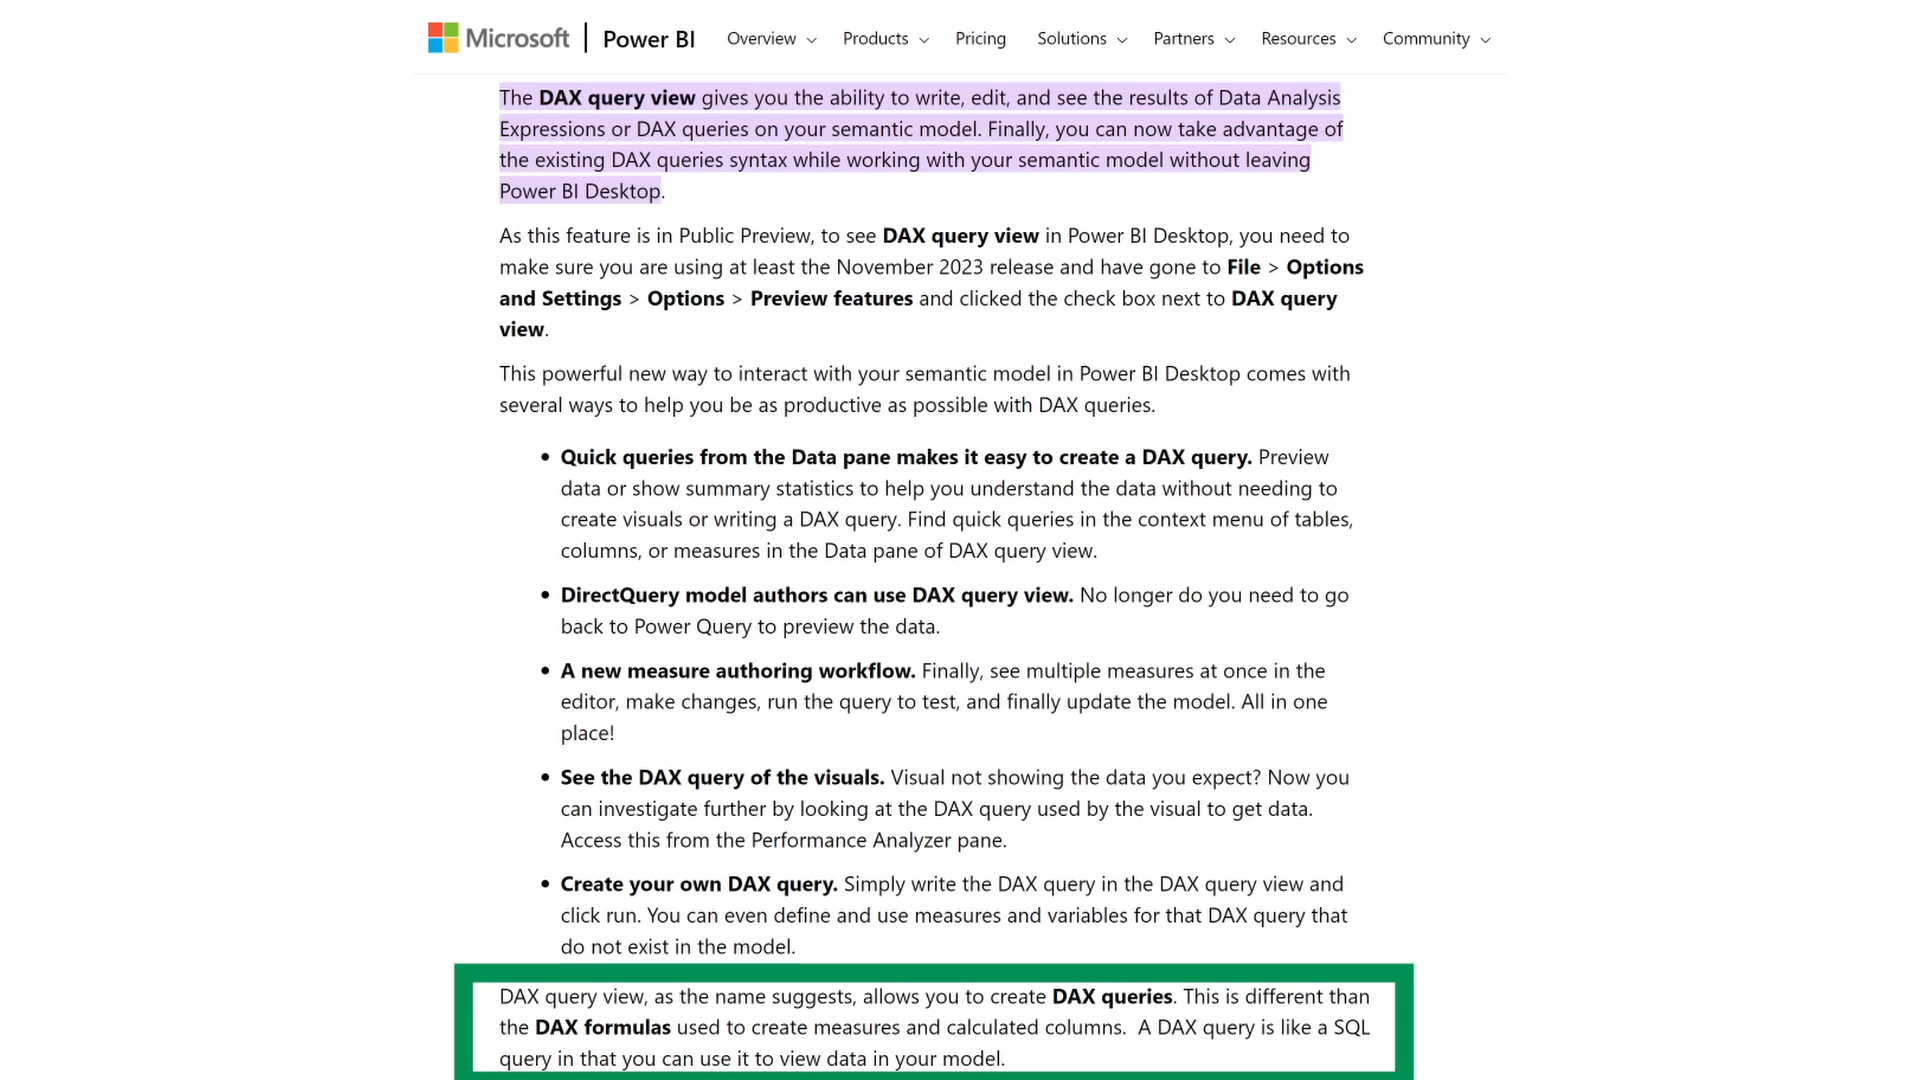 Microsoft | Power BI Overview Products Pricing Solutions Partners Resources Community
The DAX query view gives you the ability to write, edit, and see the results of Data Analysis
Expressions or DAX queries on your semantic model. Finally, you can now take advantage of
the existing DAX queries syntax while working with your semantic model without leaving
Power BI Desktop.
As this feature is in Public Preview, to see DAX query view in Power BI Desktop, you need to
make sure you are using at least the November 2023 release and have gone to File > Options
and Settings > Options > Preview features and clicked the check box next to DAX query
view.
This powerful new way to interact with your semantic model in Power BI Desktop comes with
several ways to help you be as productive as possible with DAX queries.
• Quick queries from the Data pane makes it easy to create a DAX query. Preview
data or show summary statistics to help you understand the data without needing to
create visuals or writing a DAX query. Find quick queries in the context menu of tables,
columns, or measures in the Data pane of DAX query view.
• DirectQuery model authors can use DAX query view. No longer do you need to go
back to Power Query to preview the data.
• A new measure authoring workflow. Finally, see multiple measures at once in the
editor, make changes, run the query to test, and finally update the model. All in one
place!
• See the DAX query of the visuals. Visual not showing the data you expect? Now you
can investigate further by looking at the DAX query used by the visual to get data.
Access this from the Performance Analyzer pane.
• Create your own DAX query. Simply write the DAX query in the DAX query view and
click run. You can even define and use measures and variables for that DAX query that
do not exist in the model.
DAX query view, as the name suggests, allows you to create DAX queries. This is different than
the DAX formulas used to create measures and calculated columns. A DAX query is like a SQL
query in that you can use it to view data in your model.